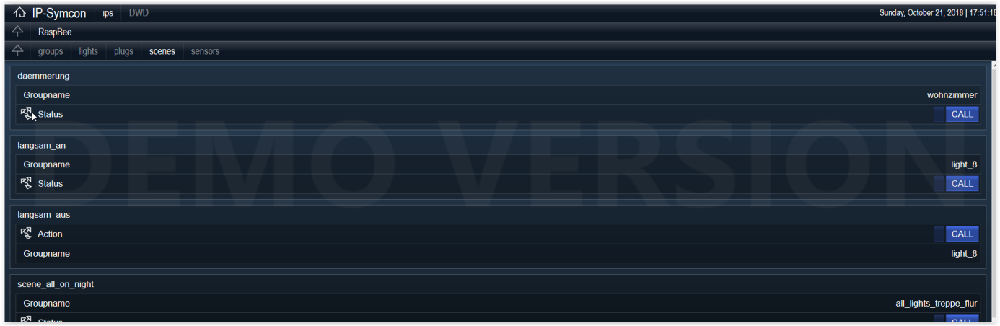 IP-Symcon ips DWD Sunday, October 21, 2018 | 17:51:18
RaspBee
groups lights plugs scenes sensors
daemmerung
Groupname wohnzimmer
Status CALL
langsam_an
Groupname light_8
Status CALL
langsam_aus
Action CALL
Groupname light_8
scene_all_on_night
Groupname all_lights_treppe_flur
Status CALL
DEMO VERSION